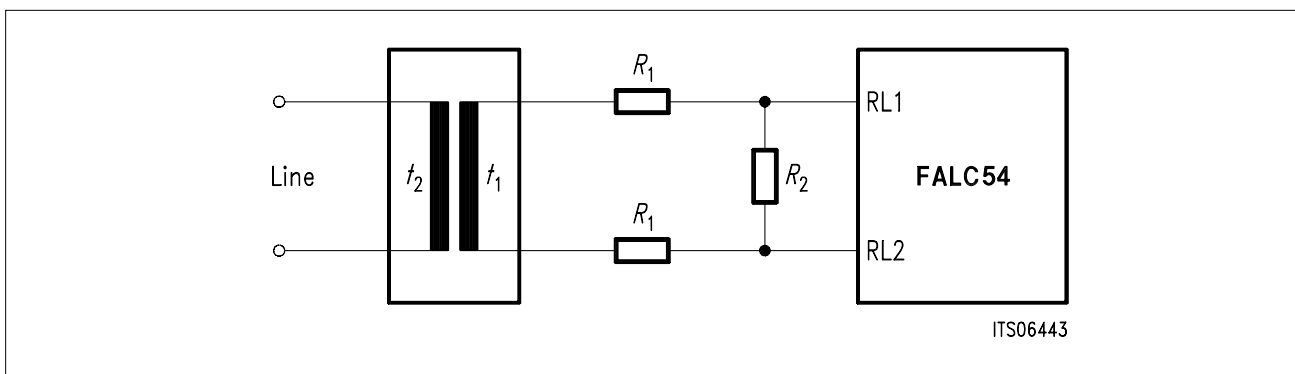 R1
RL1
Line
t2
t1
R2
FALC54
R1
RL2
ITS06443